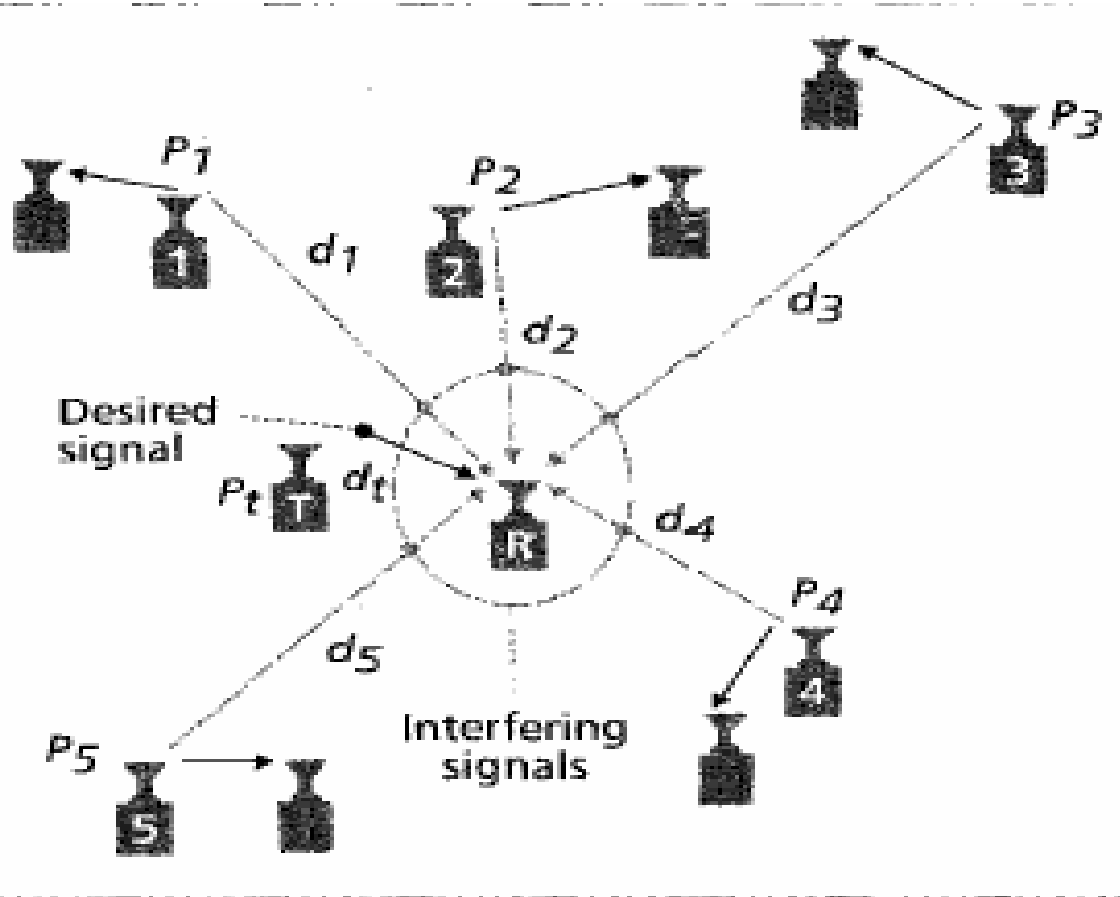 P1
P2
P3
3
1
2
d1
d2
d3
Desired
signal
Pt
T
dt
R
d4
P4
4
d5
Interfering
signals
P5
5